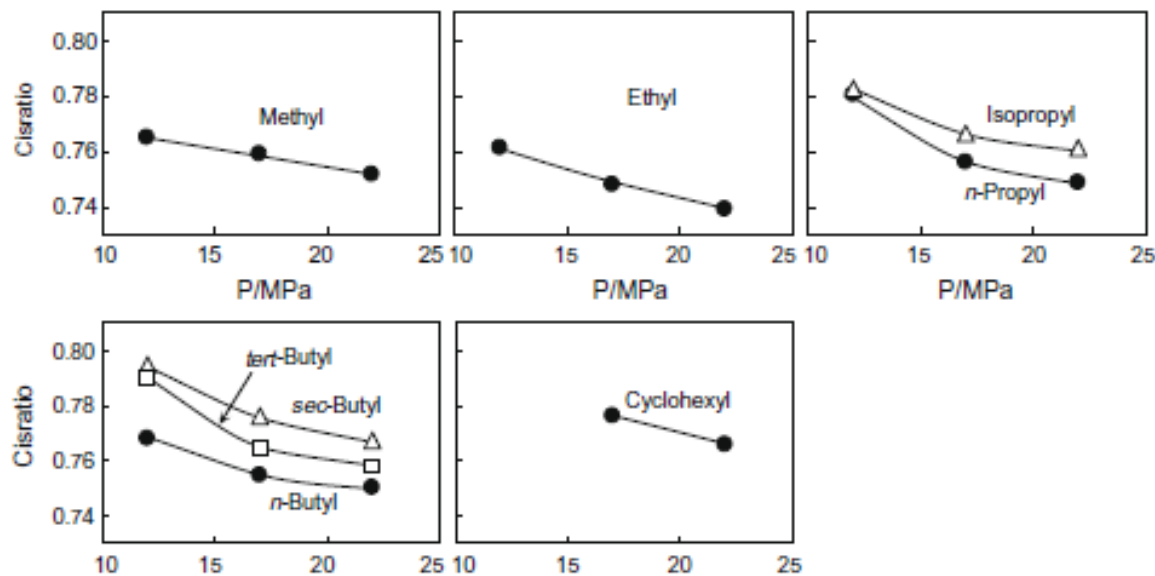 Cisratio
0.80
0.78
0.76
0.74
Methyl
10
15
20
25
P/MPa
Ethyl
10
15
20
25
P/MPa
Isopropyl
n-Propyl
10
15
20
25
P/MPa
Cisratio
0.80
0.78
0.76
0.74
tert-Butyl
sec-Butyl
n-Butyl
10
15
20
25
Cyclohexyl
10
15
20
25